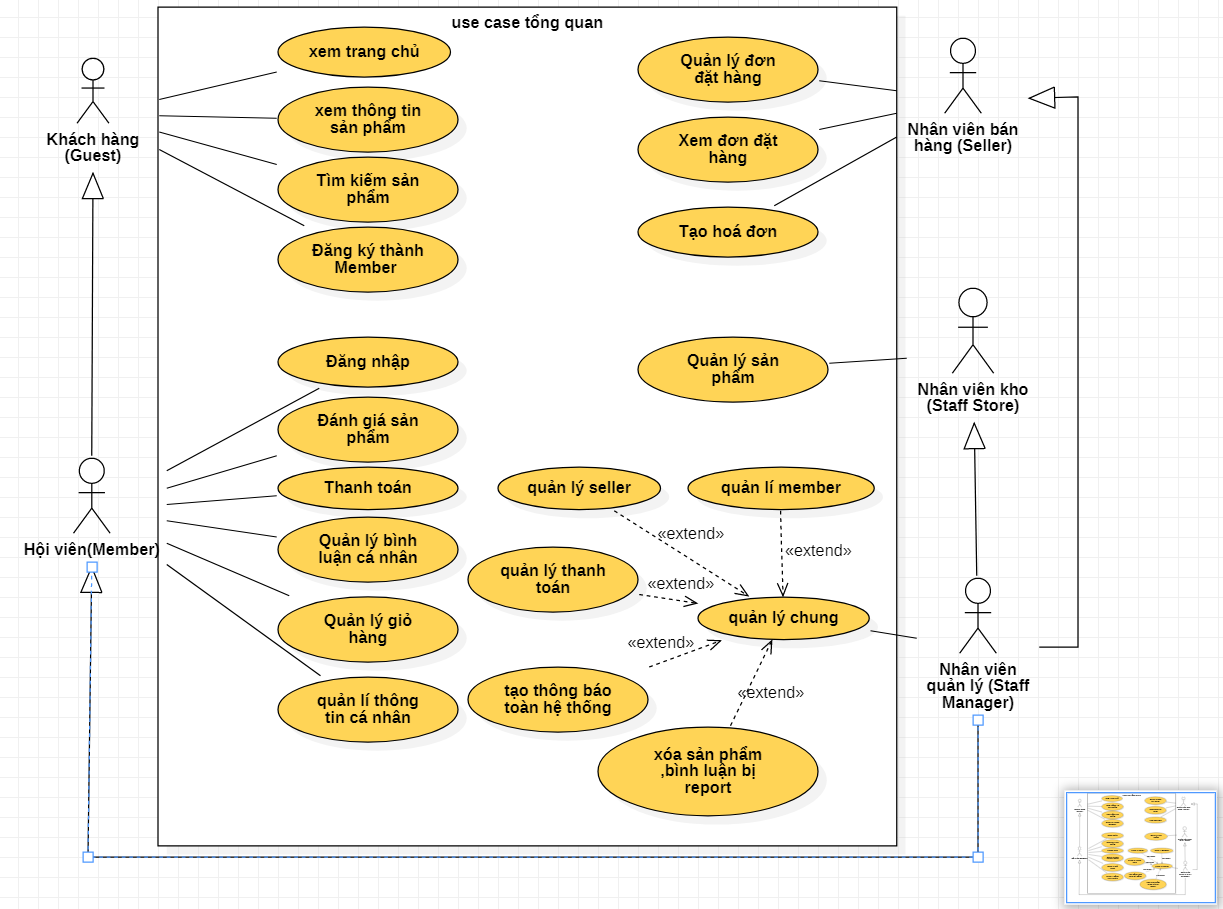 use case tổng quan
Khách hàng
(Guest)
xem trang chủ
xem thông tin
sản phẩm
Tìm kiếm sản
phẩm
Đăng ký thành
Member
Quản lý đơn
đặt hàng
Xem đơn đặt
hàng
Tạo hoá đơn
Nhân viên bán
hàng (Seller)
Đăng nhập
Đánh giá sản
phẩm
Thanh toán
Quản lý bình
luận cá nhân
Quản lý giỏ
hàng
quản lí thông
tin cá nhân
Hội viên(Member)
Quản lý sản
phẩm
Nhân viên kho
(Staff Store)
quản lý seller
quản lí member
«extend»
«extend»
quản lý thanh
toán
«extend»
quản lý chung
«extend»
tạo thông báo
toàn hệ thống
«extend»
xóa sản phẩm
,bình luận bị
report
Nhân viên
quản lý (Staff
Manager)